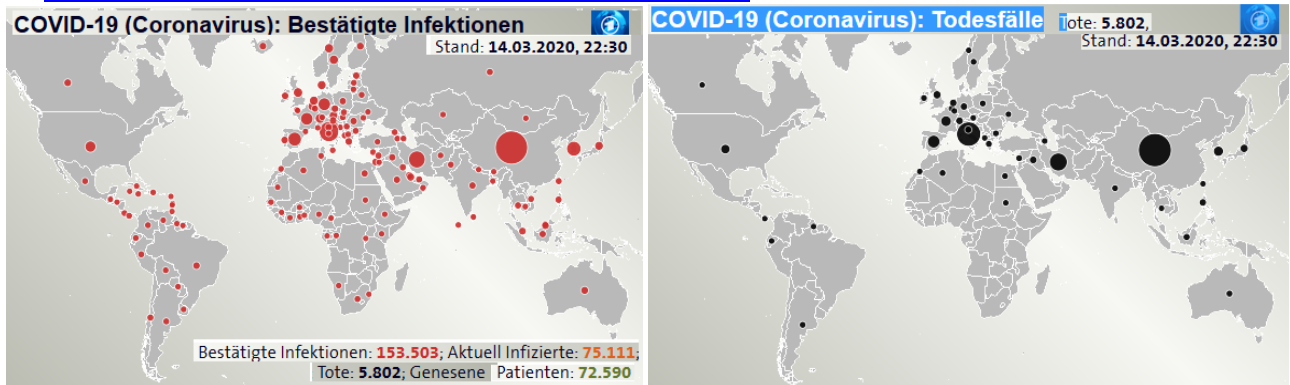 COVID-19 (Coronavirus): Bestätigte Infektionen
Stand: 14.03.2020, 22:30
Bestätigte Infektionen: 153.503; Aktuell Infizierte: 75.111;
Tote: 5.802; Genesene Patienten: 72.590
COVID-19 (Coronavirus): Todesfälle Tote: 5.802,
Stand: 14.03.2020, 22:30